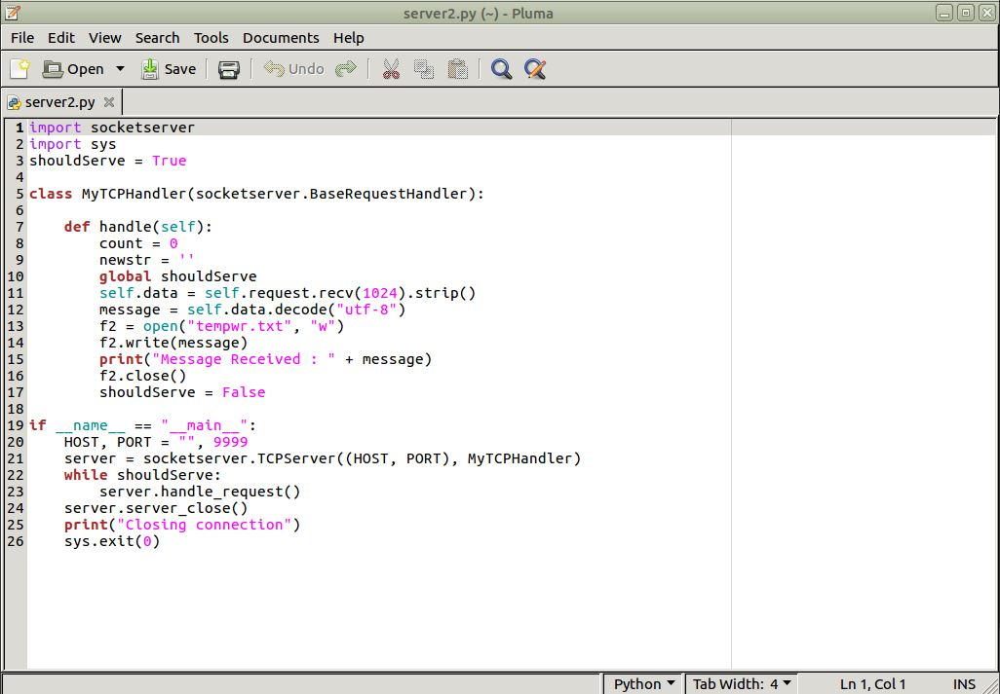 server2.py (~) - Pluma
File Edit View Search Tools Documents Help
Open Save Undo
server2.py
1 import socketserver
2 import sys
3 shouldServe = True
4
5 class MyTCPHandler(socketserver.BaseRequestHandler):
6
7     def handle(self):
8         count = 0
9         newstr = ''
10         global shouldServe
11         self.data = self.request.recv(1024).strip()
12         message = self.data.decode("utf-8")
13         f2 = open("tempwr.txt", "w")
14         f2.write(message)
15         print("Message Received : " + message)
16         f2.close()
17         shouldServe = False
18
19 if __name__ == "__main__":
20     HOST, PORT = "", 9999
21     server = socketserver.TCPServer((HOST, PORT), MyTCPHandler)
22     while shouldServe:
23         server.handle_request()
24     server.server_close()
25     print("Closing connection")
26     sys.exit(0)
Python Tab Width: 4 Ln 1, Col 1 INS